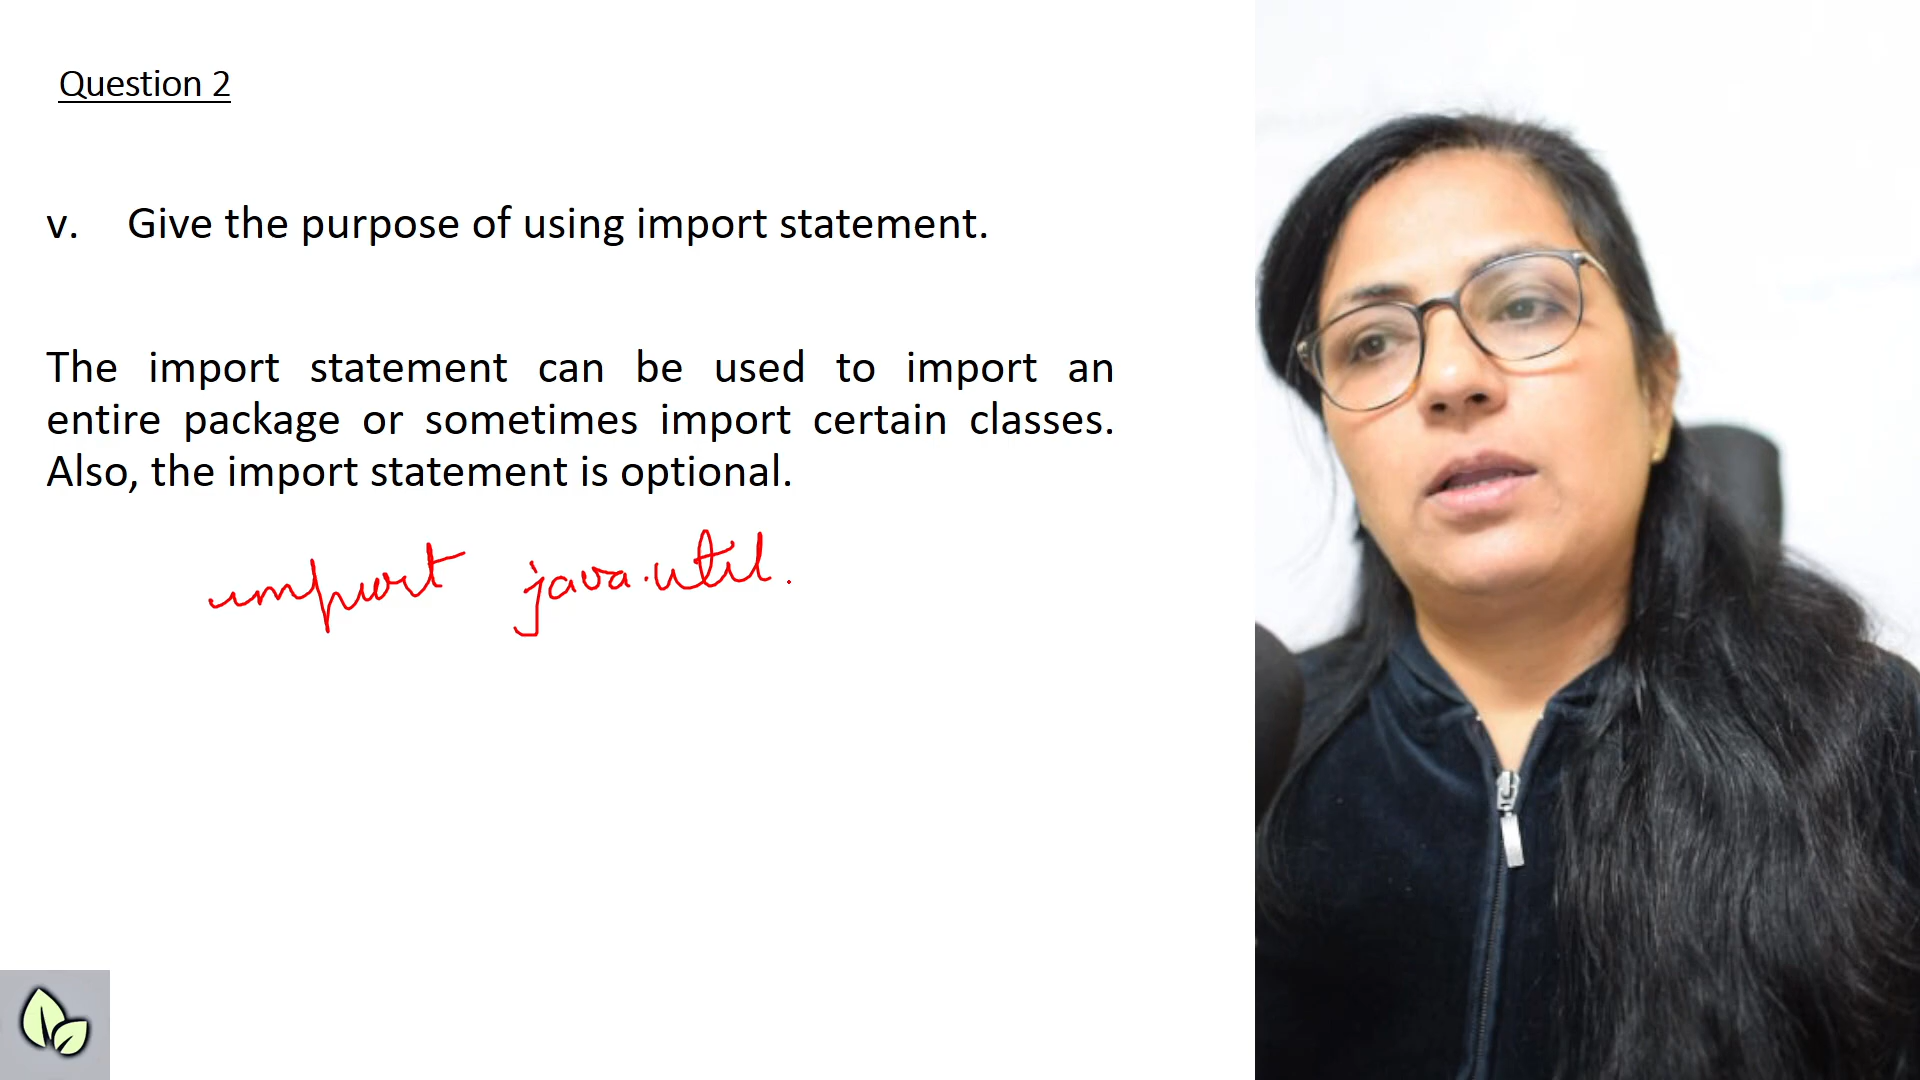 Question 2
v. Give the purpose of using import statement.
The import statement can be used to import an
entire package or sometimes import certain classes.
Also, the import statement is optional.
import java.util.